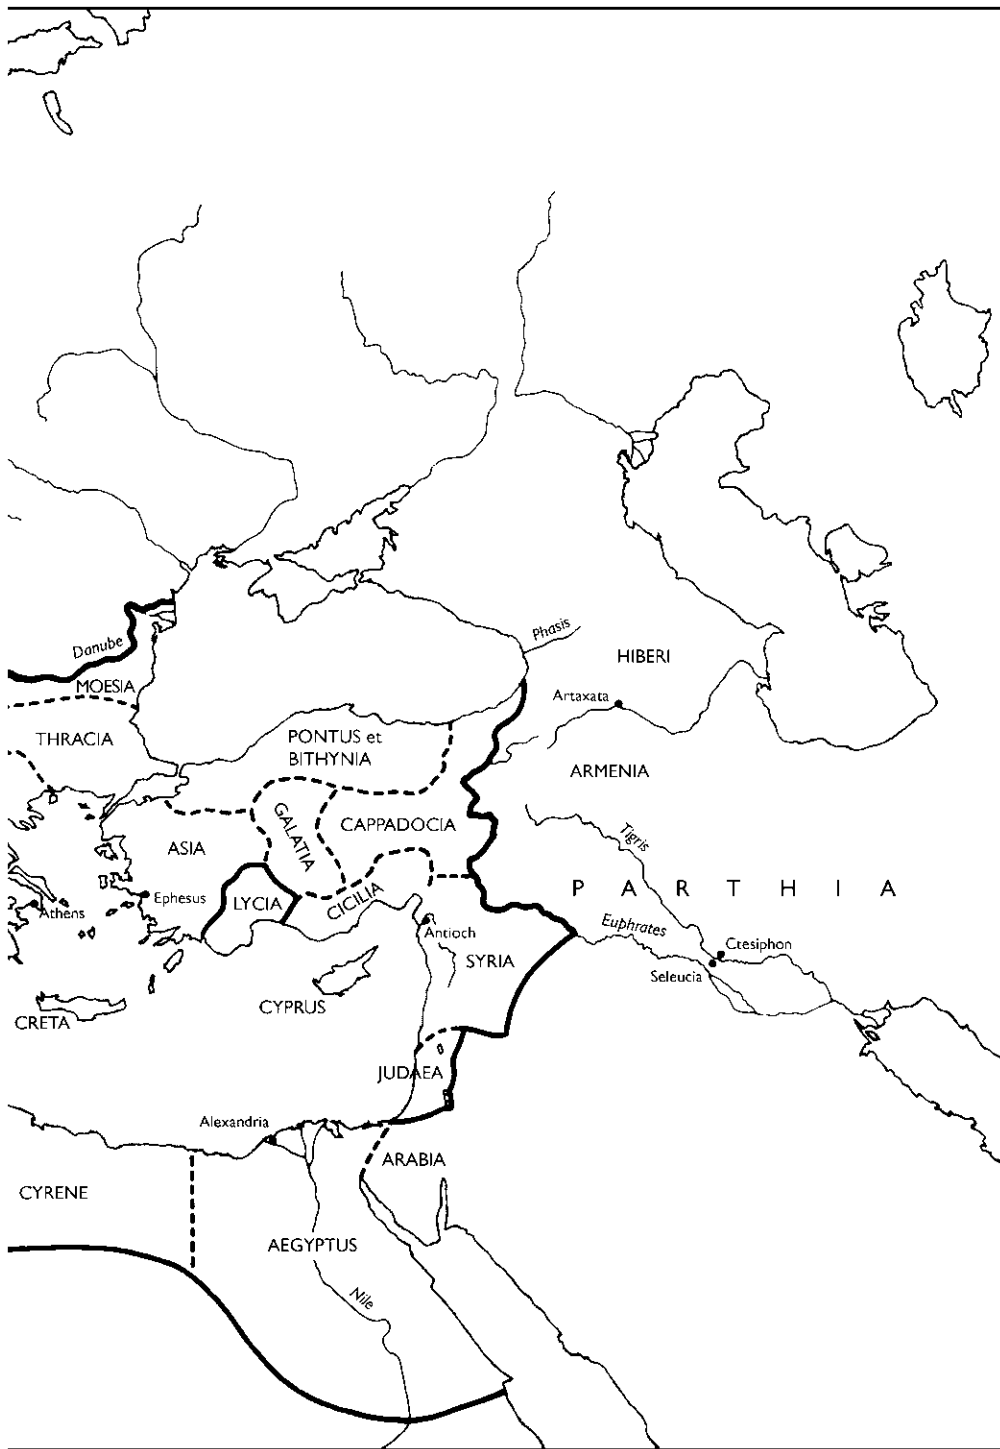 Phasis
Danube
HIBERI
MOESIA
Artaxata
THRACIA
PONTUS et
BITHYNIA
ARMENIA
GALATIA
CAPPADOCIA
Tigris
ASIA
PARTHIA
Ephesus
LYCIA
CICILIA
Athens
Euphrates
Antioch
Ctesiphon
SYRIA
Seleucia
CYPRUS
CRETA
JUDAEA
Alexandria
ARABIA
CYRENE
AEGYPTUS
Nile